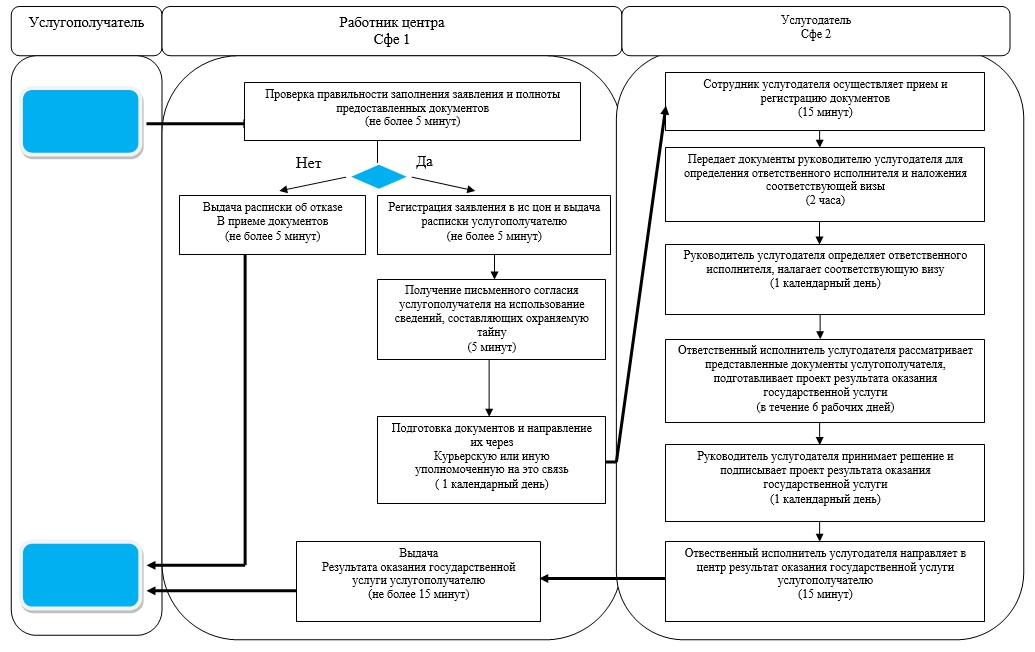 Услугополучатель
Работник центра
Сфе 1
Услугодатель
Сфе 2
Проверка правильности заполнения заявления и полноты
предоставленных документов
(не более 5 минут)
Нет
Да
Выдача расписки об отказе
В приеме документов
(не более 5 минут)
Регистрация заявления в ис цон и выдача
расписки услугополучателю
(не более 5 минут)
Получение письменного согласия
услугополучателя на использование
сведений, составляющих охраняемую
тайну
(5 минут)
Подготовка документов и направление
их через
Курьерскую или иную
уполномоченную на это связь
( 1 календарный день)
Выдача
Результата оказания государственной
услуги услугополучателю
(не более 15 минут)
Сотрудник услугодателя осуществляет прием и
регистрацию документов
(15 минут)
Передает документы руководителю услугодателя для
определения ответственного исполнителя и наложения
соответствующей визы
(2 часа)
Руководитель услугодателя определяет ответственного
исполнителя, налагает соответствующую визу
(1 календарный день)
Ответственный исполнитель услугодателя рассматривает
представленные документы услугополучателя,
подготавливает проект результата оказания
государственной услуги
(в течение 6 рабочих дней)
Руководитель услугодателя принимает решение и
подписывает проект результата оказания
государственной услуги
(1 календарный день)
Отвественный исполнитель услугодателя направляет в
центр результат оказания государственной услуги
услугополучателю
(15 минут)